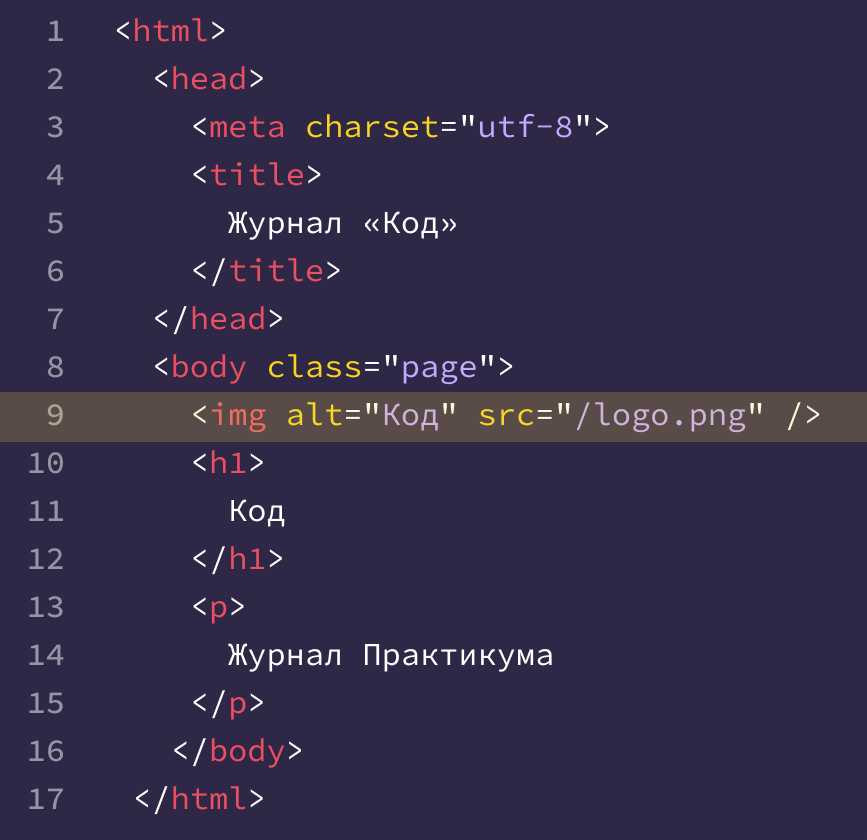 1 <html>
2 <head>
3 <meta charset="utf-8">
4 <title>
5 Журнал «Код»
6 </title>
7 </head>
8 <body class="page">
9 <img alt="Код" src="/logo.png" />
10 <h1>
11 Код
12 </h1>
13 <p>
14 Журнал Практикума
15 </p>
16 </body>
17 </html>